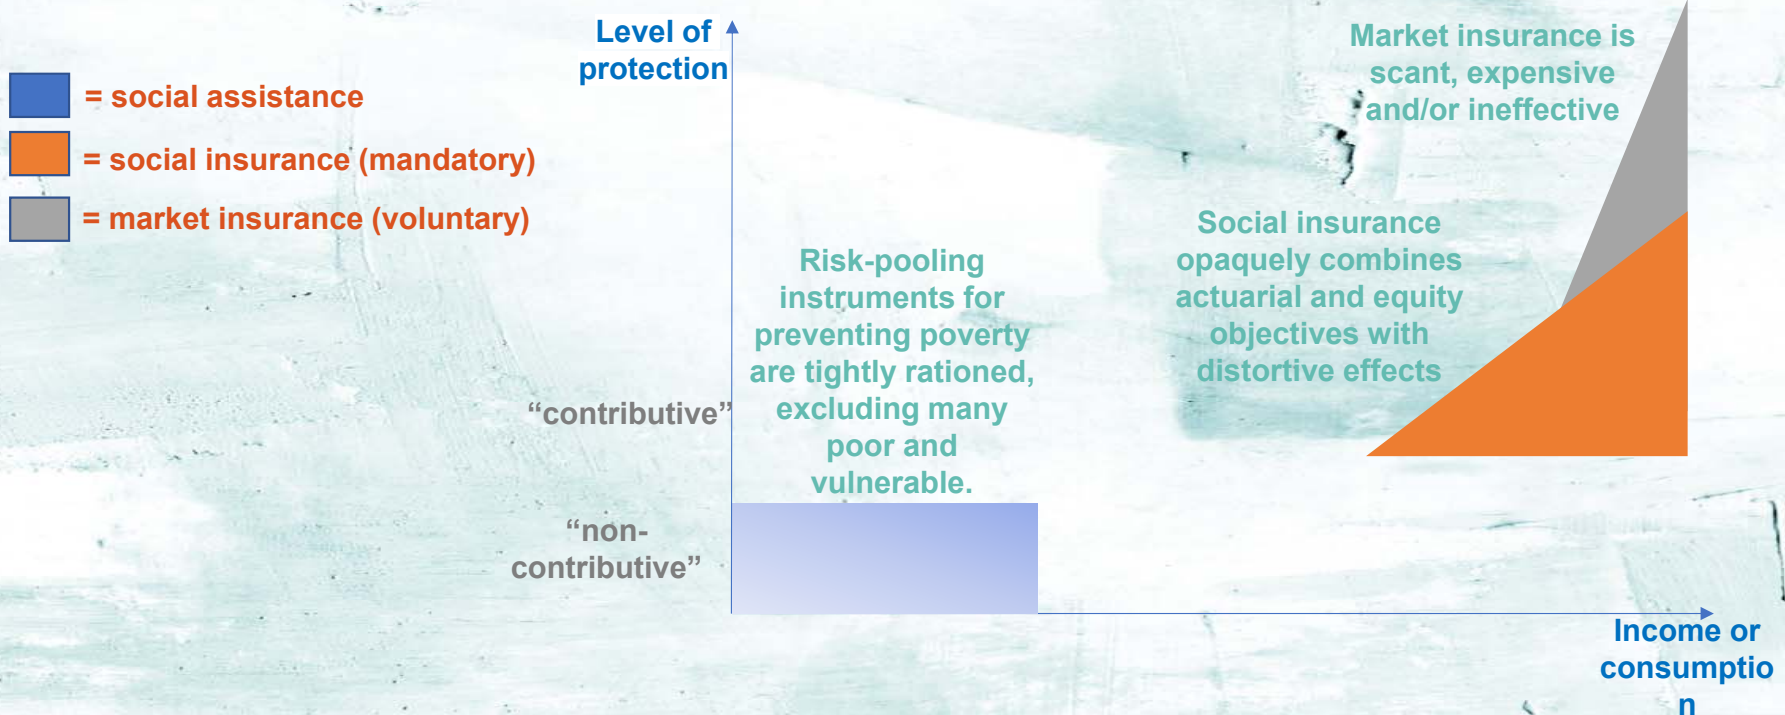 Level of
protection
= social assistance
= social insurance (mandatory)
= market insurance (voluntary)
Market insurance is
scant, expensive
and/or ineffective
Social insurance
opaquely combines
actuarial and equity
objectives with
distortive effects
Risk-pooling
instruments for
preventing poverty
are tightly rationed,
excluding many
poor and
vulnerable.
“contributive”
“non-
contributive”
Income or
consumptio
n